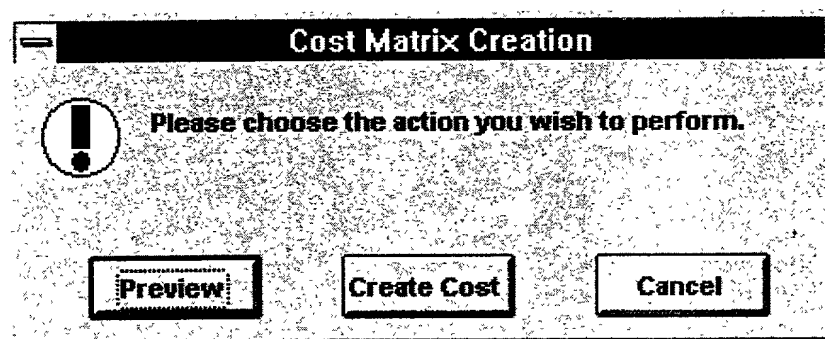 Cost Matrix Creation
Please choose the action you wish to perform.
Preview Create Cost Cancel